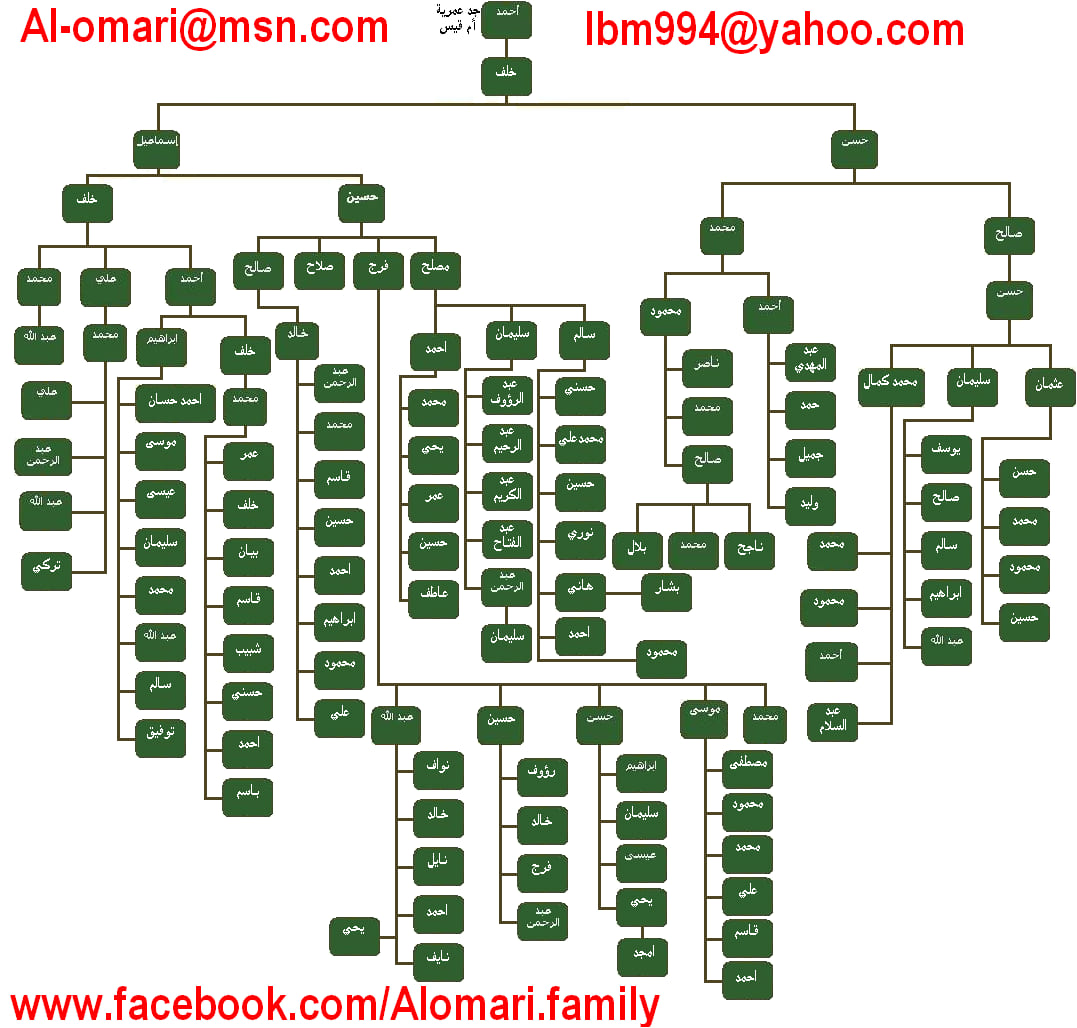 Al-omari@msn.com
أحمد
جد عمرية
أم قيس
Ibm994@yahoo.com
خلف
إسماعيل
حسن
خلف
حسين
محمد
صالح
محمد
علي
أحمد
صالح
صلاح
فرج
مصلح
محمود
أحمد
حسن
عبد الله
محمد
ابراهيم
خلف
خالد
احمد
سليمان
سالم
ناصر
محمد
صالح
عبد
المهدي
حمد
جميل
وليد
محمد كمال
سليمان
عثمان
علي
عبد
الرحمن
عبد الله
تركي
احمد حسان
موسى
عيسى
سليمان
محمد
عبد الله
سالم
توفيق
محمد
عمر
خلف
بيان
قاسم
شبيب
حسني
احمد
باسم
عبد
الرحمن
محمد
قاسم
حسين
احمد
ابراهيم
محمود
علي
محمد
يحي
عمر
حسين
عاطف
عبد
الرؤوف
عبد
الرحيم
عبد
الكريم
عبد
الفتاح
عبد
الرحمن
سليمان
حسني
محمدعلي
حسين
نوري
هاني
بشار
احمد
محمود
بلال
محمد
ناجح
محمد
محمود
أحمد
عبد
السلام
يوسف
صالح
سالم
ابراهيم
عبد الله
حسن
محمد
محمود
حسين
عبد الله
حسين
حسن
موسى
محمد
نواف
خالد
نايل
احمد
يحي
نايف
رؤوف
خالد
فرج
عبد
الرحمن
ابراهيم
سليمان
عيسى
يحي
امجد
مصطفى
محمود
محمد
علي
قاسم
احمد
www.facebook.com/Alomari.family